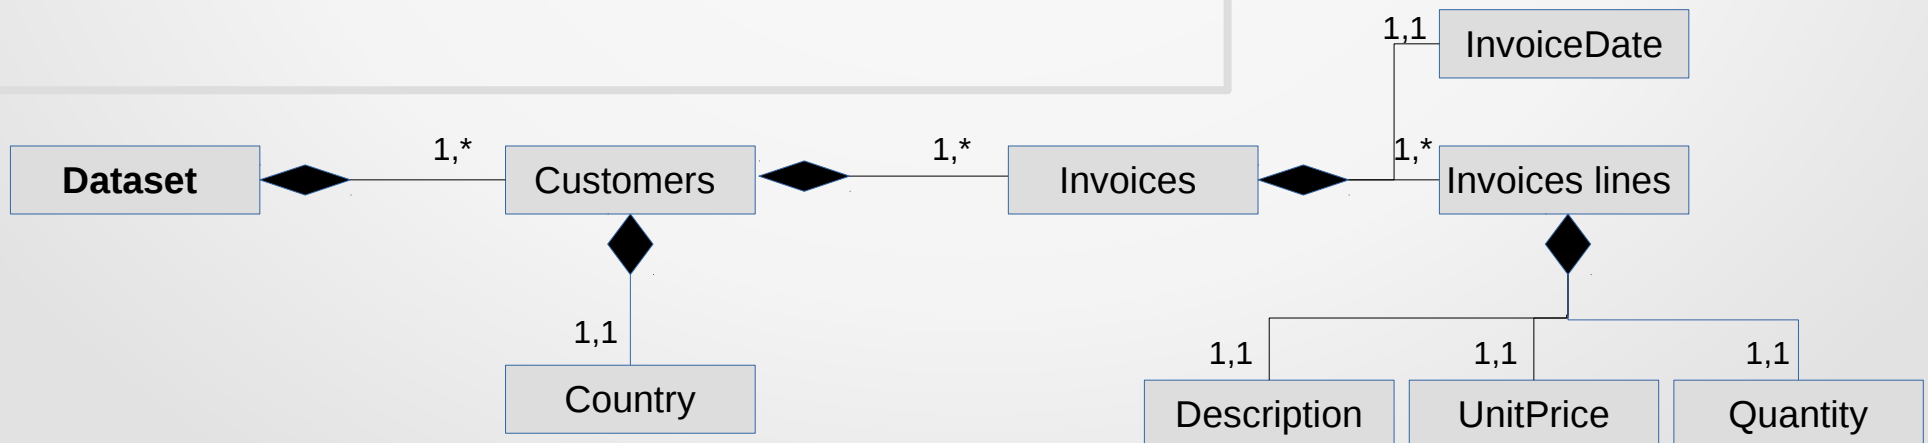 1,1
InvoiceDate
1,*
1,*
1,*
Dataset
Customers
Invoices
Invoices lines
1,1
1,1
1,1
1,1
Country
Description
UnitPrice
Quantity